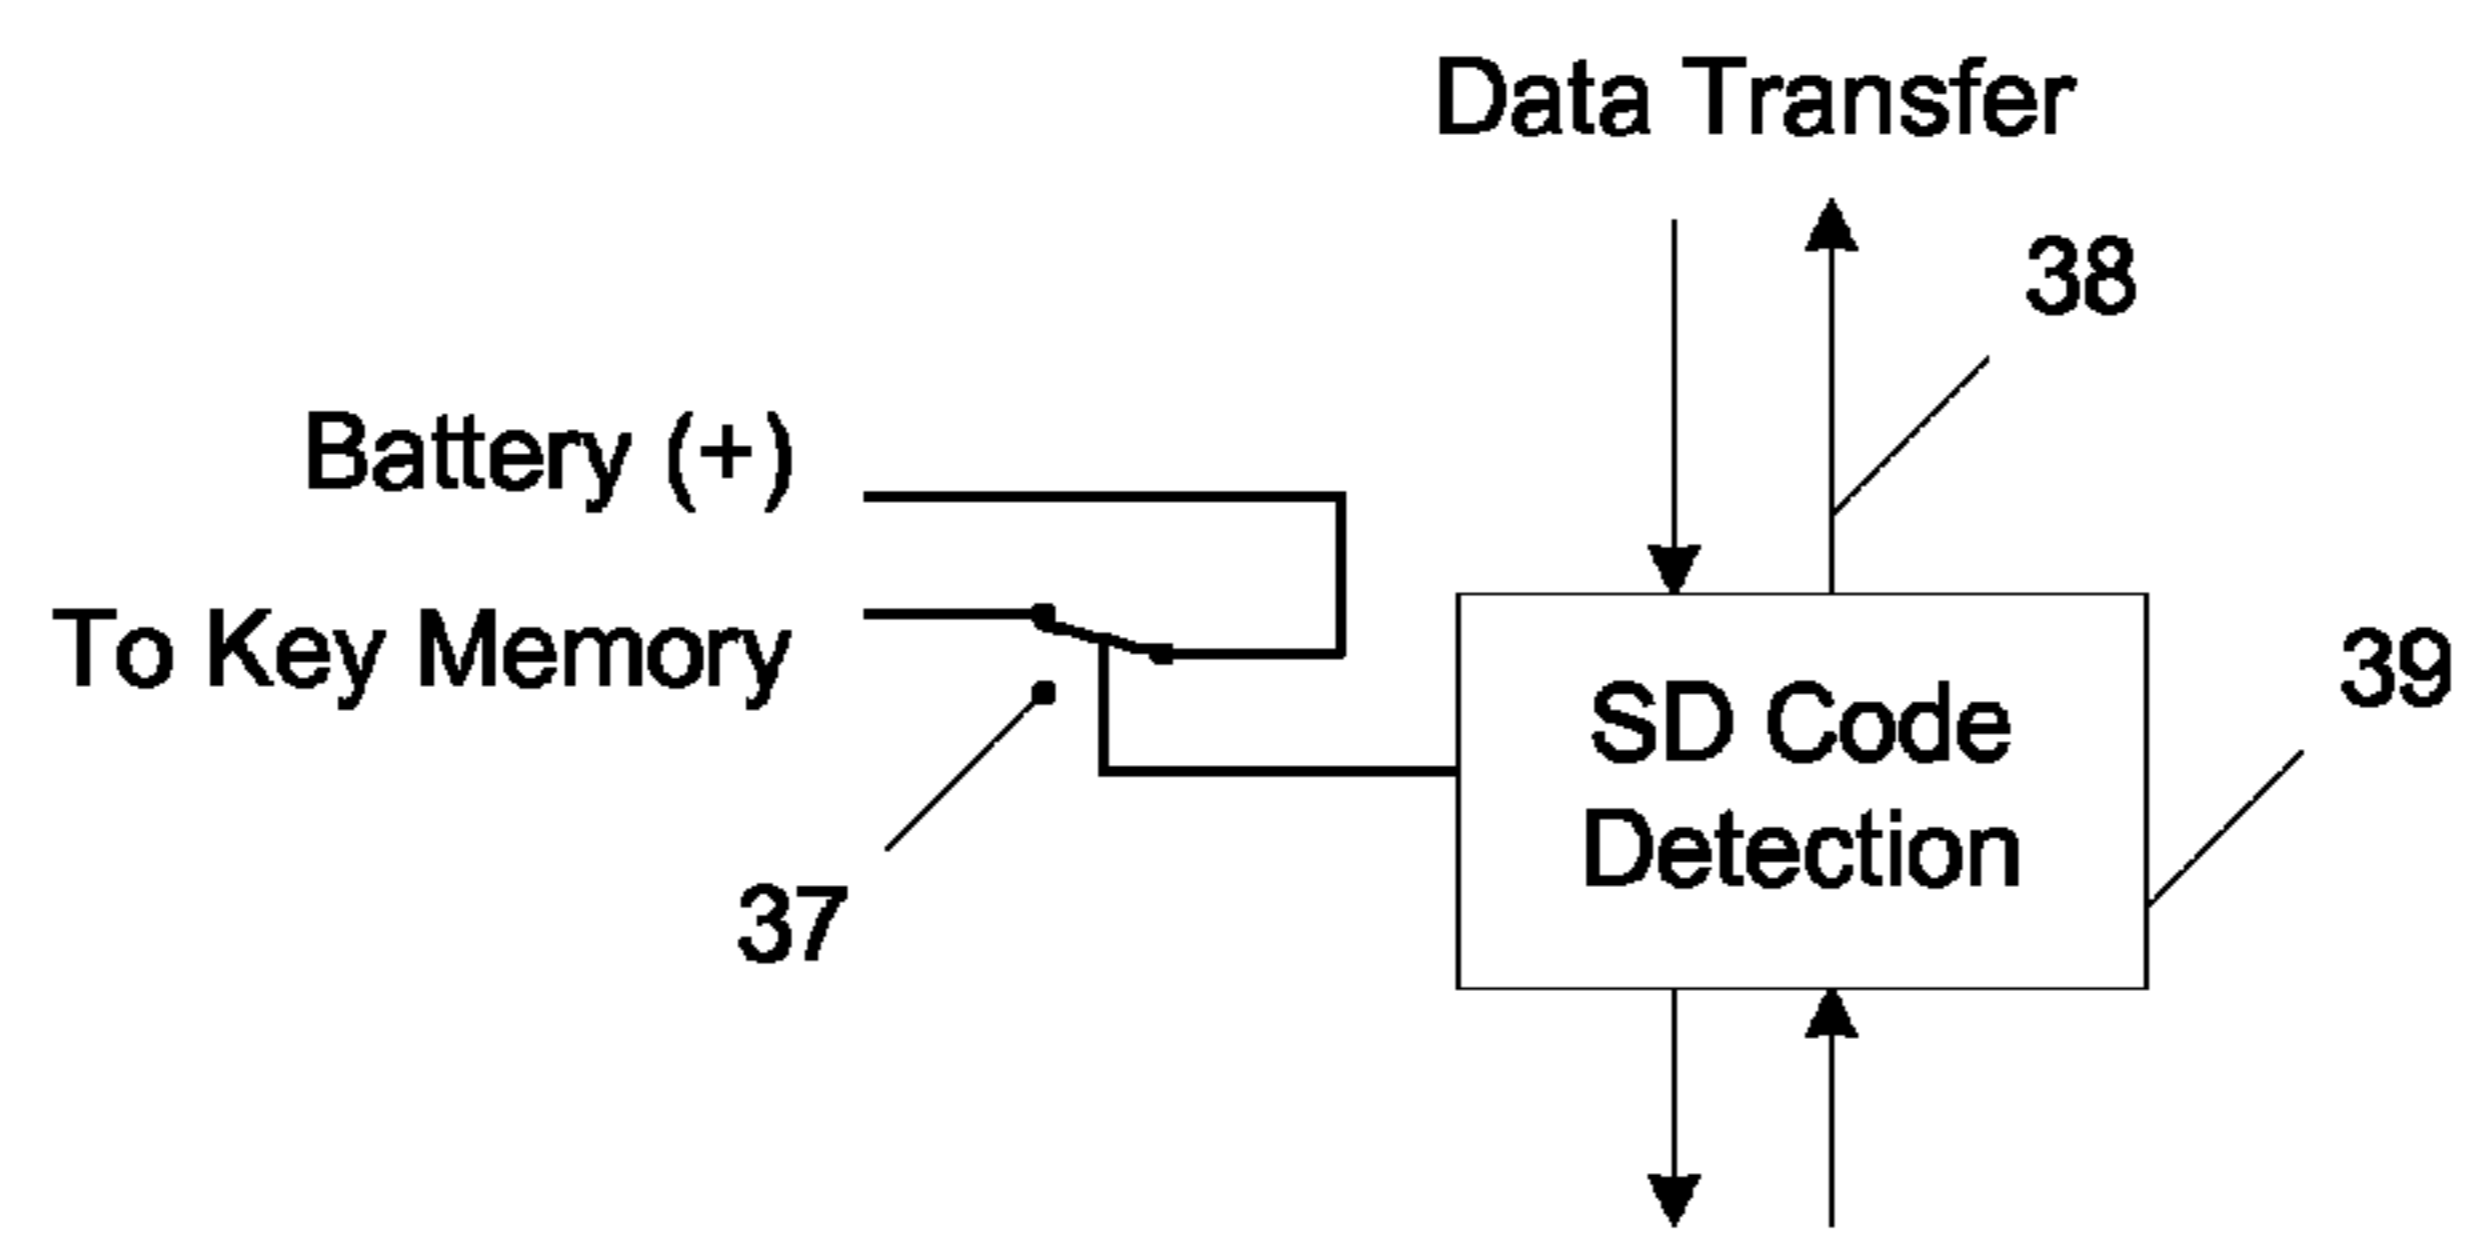 Data Transfer
38
Battery (+)
To Key Memory
39
SD Code
Detection
37